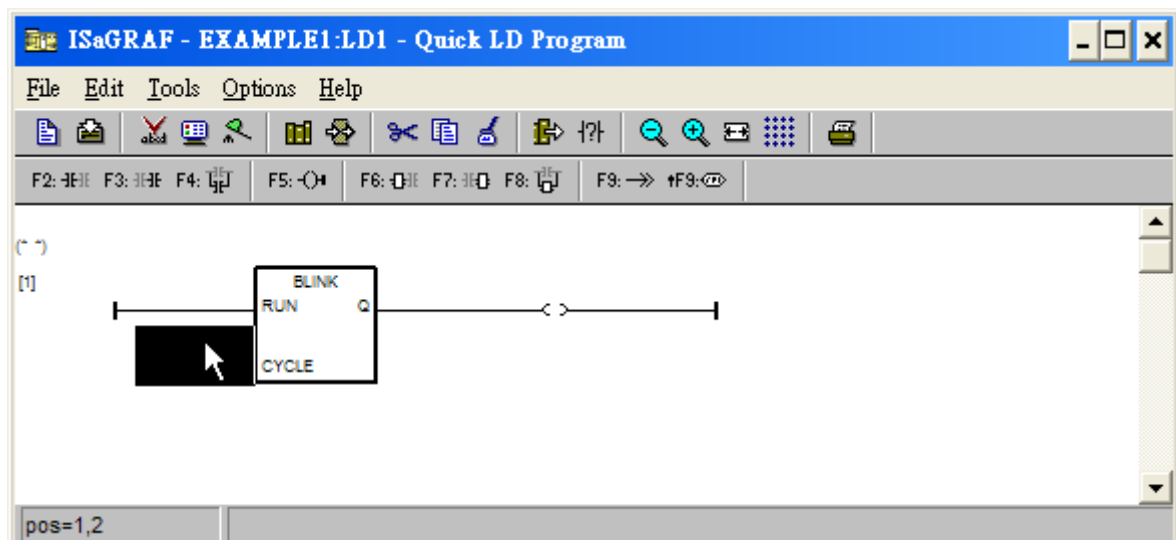 ISaGRAF - EXAMPLE1:LD1 - Quick LD Program
File Edit Tools Options Help
F2: F3: F4: F5: F6: F7: F8: F9: F9:
(* *)
[1]
BLINK
RUN Q
CYCLE
pos=1,2